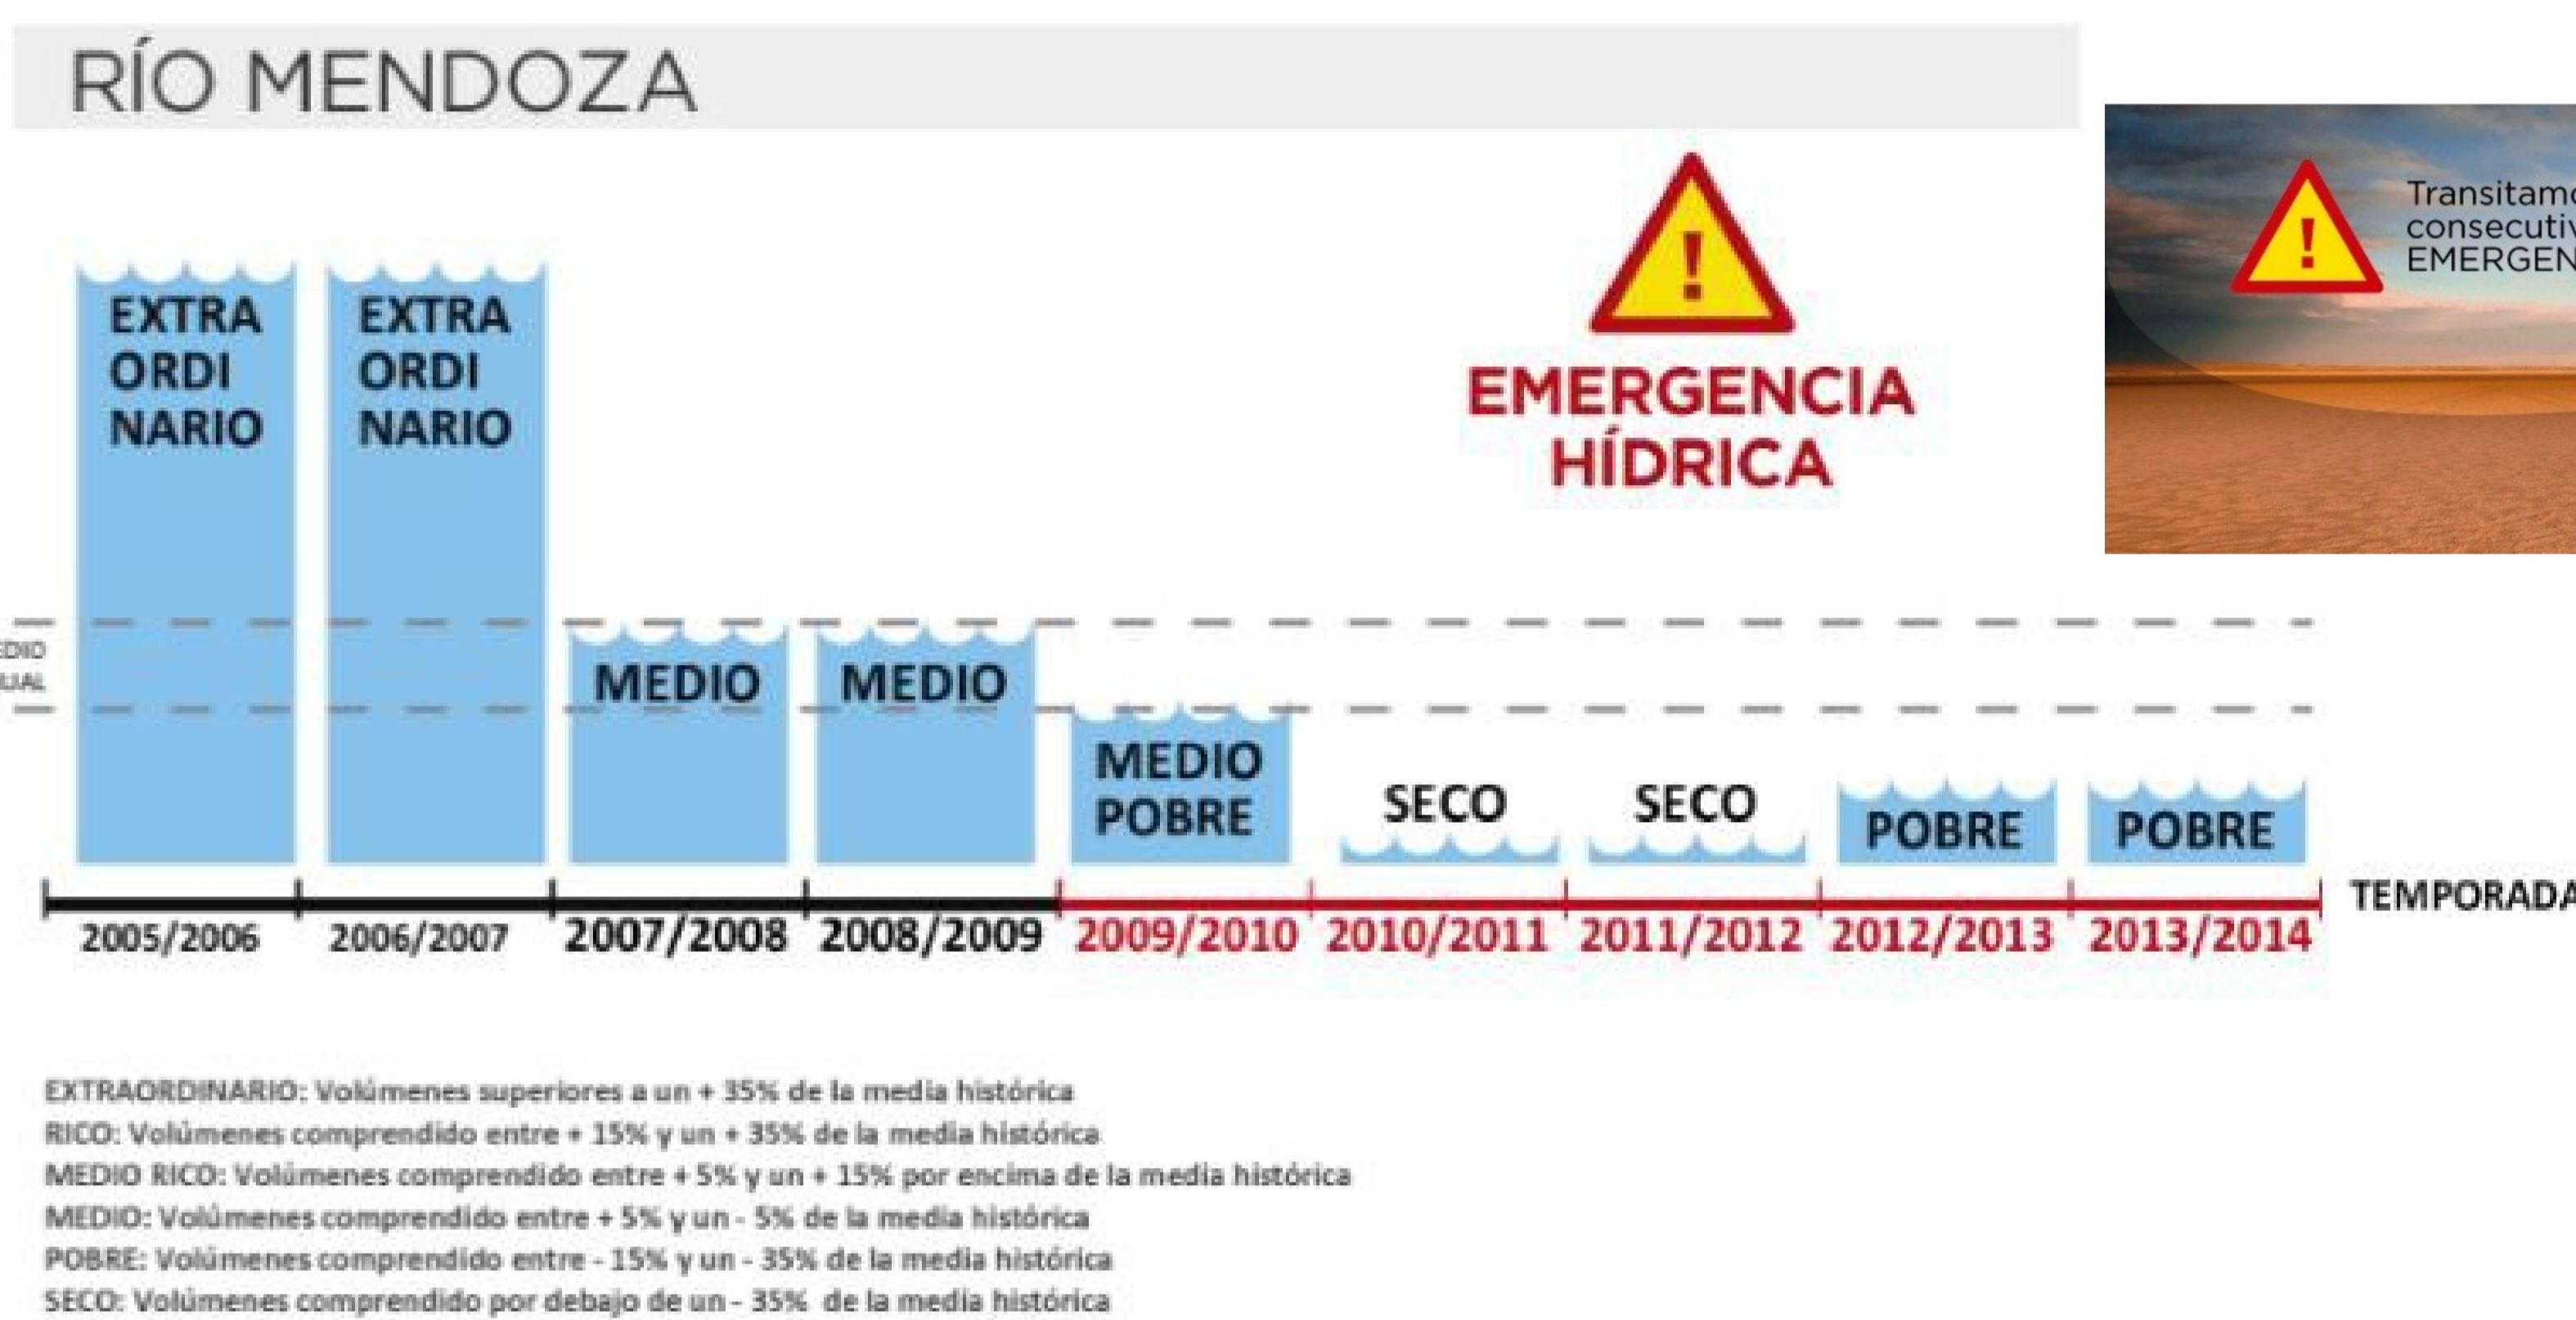 RÍO MENDOZA
Transitamo
consecutiv
EMERGEN
EMERGENCIA
HÍDRICA
EXTRA
ORDI
NARIO
EXTRA
ORDI
NARIO
EDIO
UAL
MEDIO
MEDIO
MEDIO
POBRE
SECO
SECO
POBRE
POBRE
TEMPORADA
2005/2006
2006/2007
2007/2008
2008/2009
2009/2010
2010/2011
2011/2012
2012/2013
2013/2014
EXTRAORDINARIO: Volúmenes superiores a un + 35% de la media histórica
RICO: Volúmenes comprendido entre + 15% y un + 35% de la media histórica
MEDIO RICO: Volúmenes comprendido entre + 5% y un + 15% por encima de la media histórica
MEDIO: Volúmenes comprendido entre + 5% y un - 5% de la media histórica
POBRE: Volúmenes comprendido entre - 15% y un - 35% de la media histórica
SECO: Volúmenes comprendido por debajo de un - 35% de la media histórica